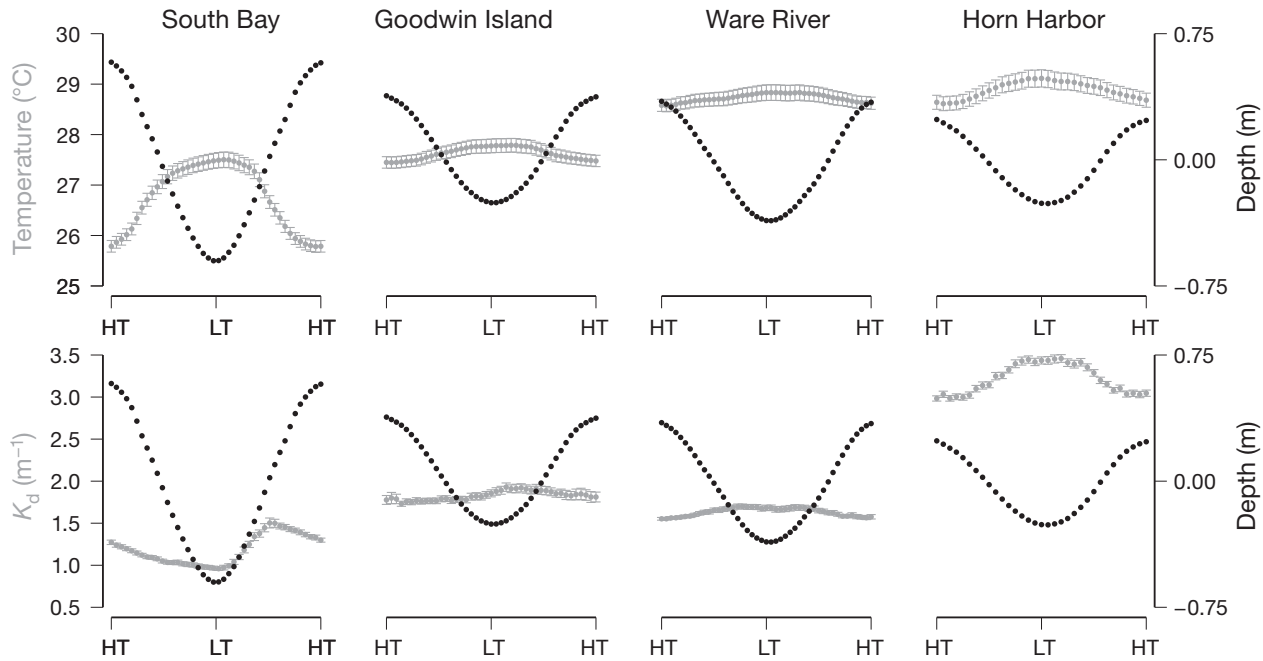 South Bay Goodwin Island Ware River Horn Harbor
Temperature (°C)
30
29
28
27
26
25
0.75
0.00
−0.75
Depth (m)
HT LT HT HT LT HT HT LT HT HT LT HT
Kd (m−1)
3.5
3.0
2.5
2.0
1.5
1.0
0.5
0.75
0.00
−0.75
Depth (m)
HT LT HT HT LT HT HT LT HT HT LT HT